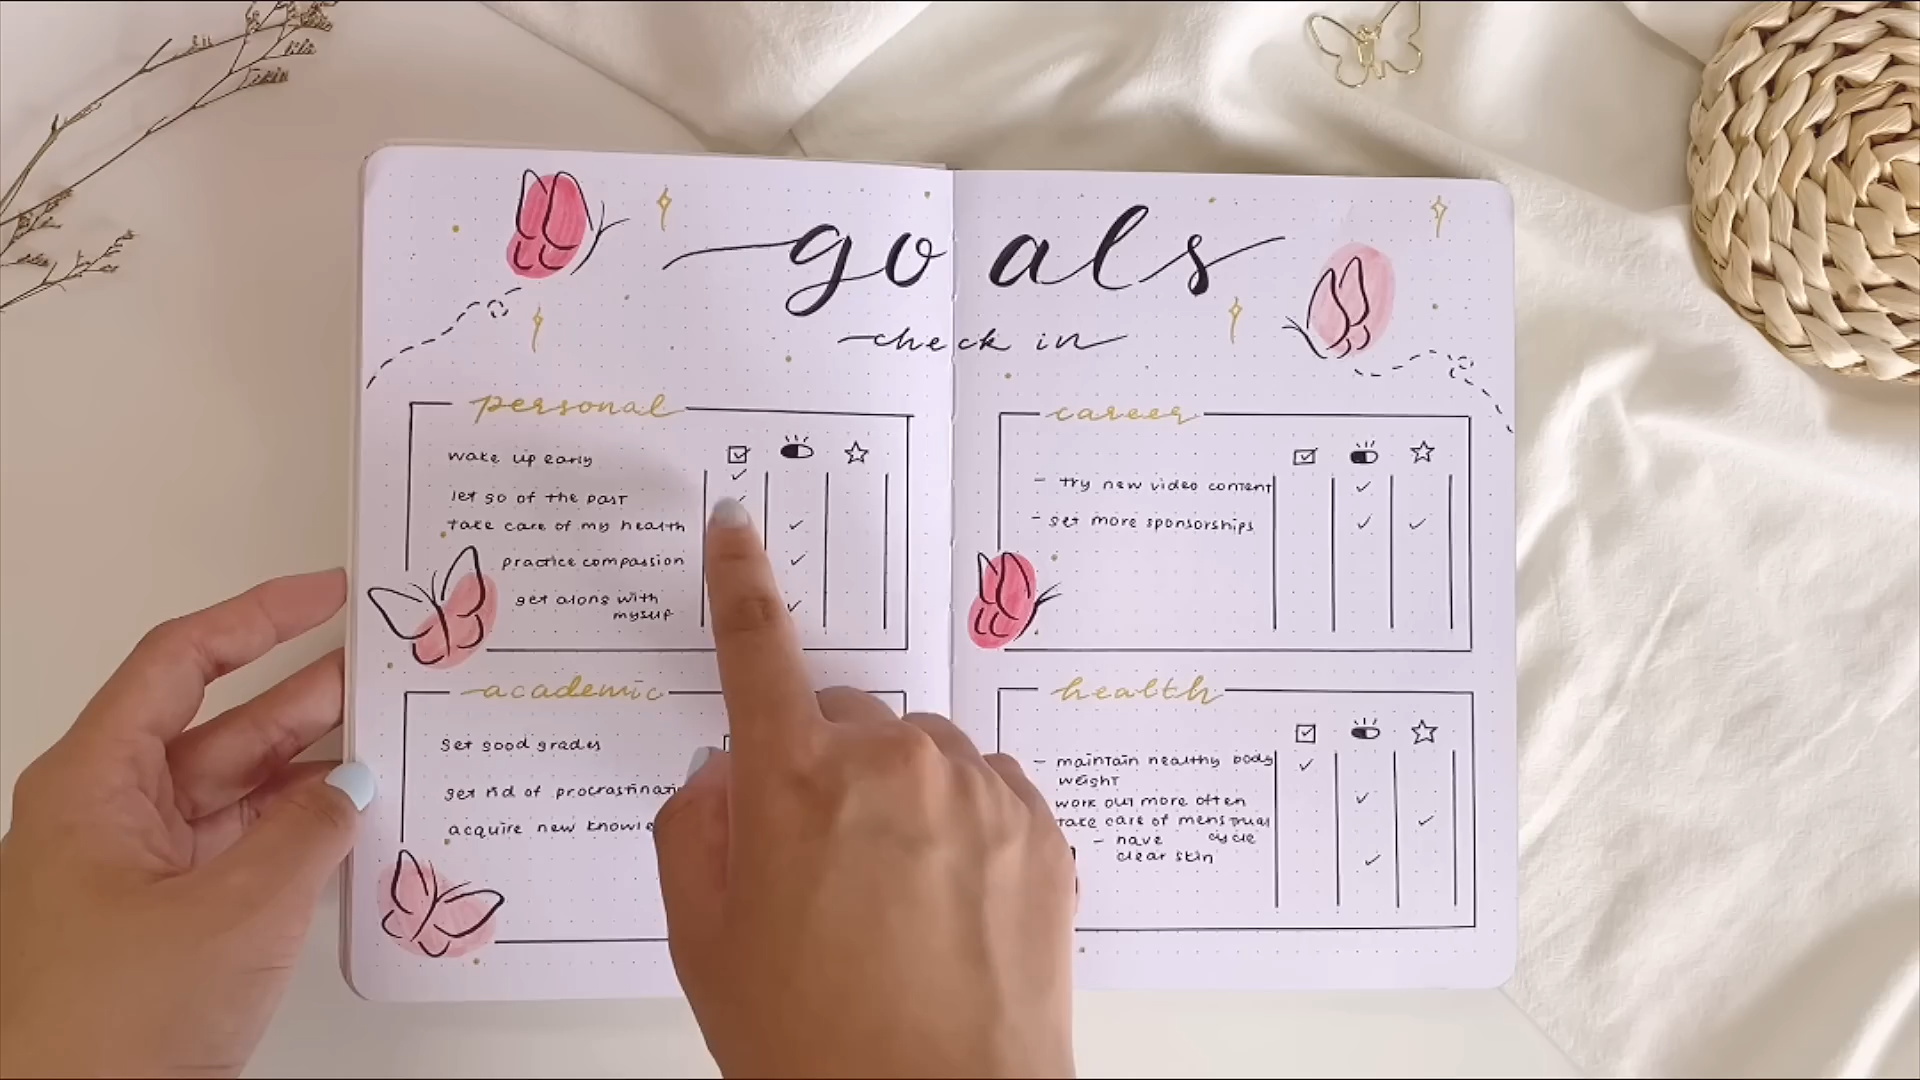 goals
check in
personal
wake up early
let go of the past
take care of my health
practice compassion
get along with
myself
academic
get good grades
get rid of
acquire new
career
- try new video content
- get more sponsorships
health
- maintain healthy body
weight
work out more often
take care of menstrual
cycle
- have
clear skin